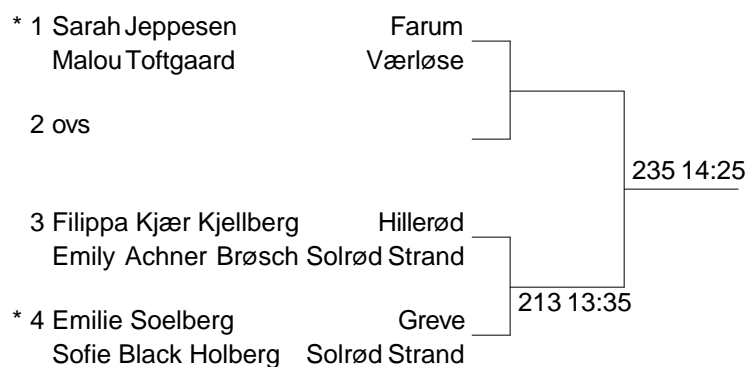 * 1 Sarah Jeppesen Farum
Malou Toftgaard Værløse
2 ovs
235 14:25
3 Filippa Kjær Kjellberg Hillerød
Emily Achner Brøsch Solrød Strand
213 13:35
* 4 Emilie Soelberg Greve
Sofie Black Holberg Solrød Strand